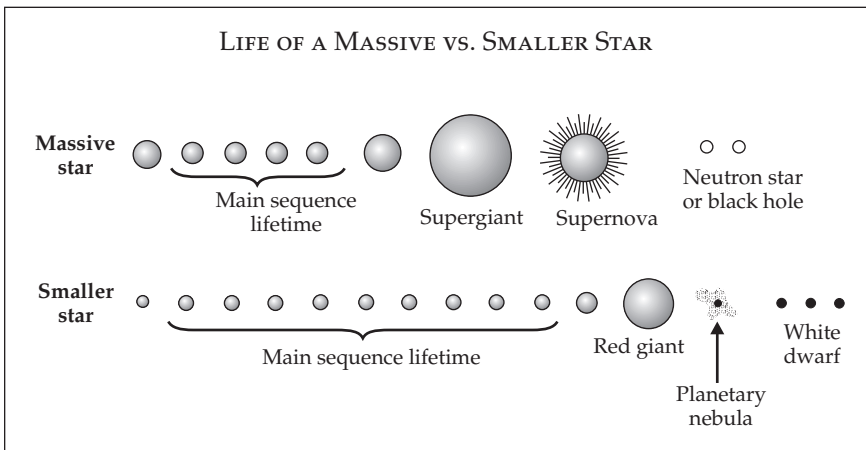 LIFE OF A MASSIVE VS. SMALLER STAR
Massive
star
Main sequence
lifetime
Supergiant
Supernova
Neutron star
or black hole
Smaller
star
Main sequence lifetime
Red giant
Planetary
nebula
White
dwarf